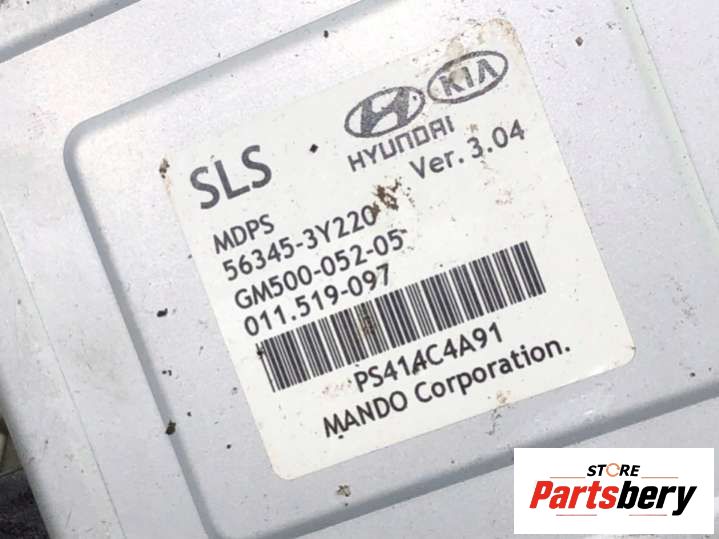 SLS
HYUNDAI
KIA
Ver. 3.04
MDPS
56345-3Y220
GM500-052-05
011.519-097
PS414C4A91
MANDO Corporation.
STORE
Partsbery